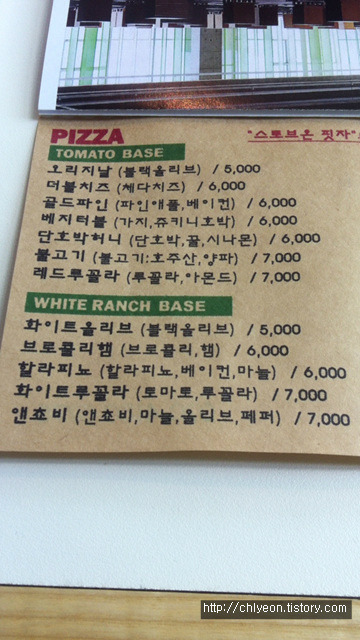 PIZZA
"스토브온 핏자"
TOMATO BASE
오리지날 (블랙올리브) / 5,000
더블치즈 (체다치즈) / 6,000
골드파인 (파인애플,베이컨) / 6,000
베지터블 (가지,쥬키니호박) / 6,000
단호박허니 (단호박,꿀,시나몬) / 6,000
불고기 (불고기:호주산,양파) / 7,000
레드루꼴라 (루꼴라,아몬드) / 7,000
WHITE RANCH BASE
화이트올리브 (블랙올리브) / 5,000
브로콜리햄 (브로콜리,햄) / 6,000
할라피노 (할라피노,베이컨,마늘) / 6,000
화이트루꼴라 (토마토,루꼴라) / 7,000
앤쵸비 (앤쵸비,마늘,올리브,페퍼) / 7,000
http://chlyeon.tistory.com